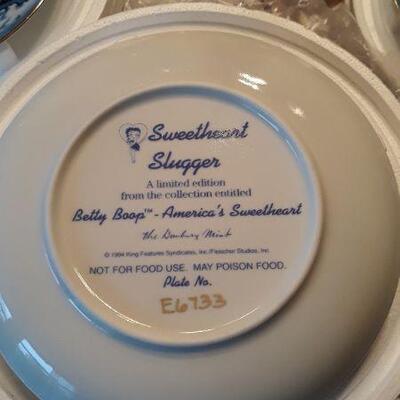 Sweetheart
Slugger
A limited edition
from the collection entitled
Betty Boop™ - America's Sweetheart
The Danbury Mint
© 1994 King Features Syndicates, Inc./Fleischer Studios, Inc.
NOT FOR FOOD USE. MAY POISON FOOD.
Plate No.
E6733